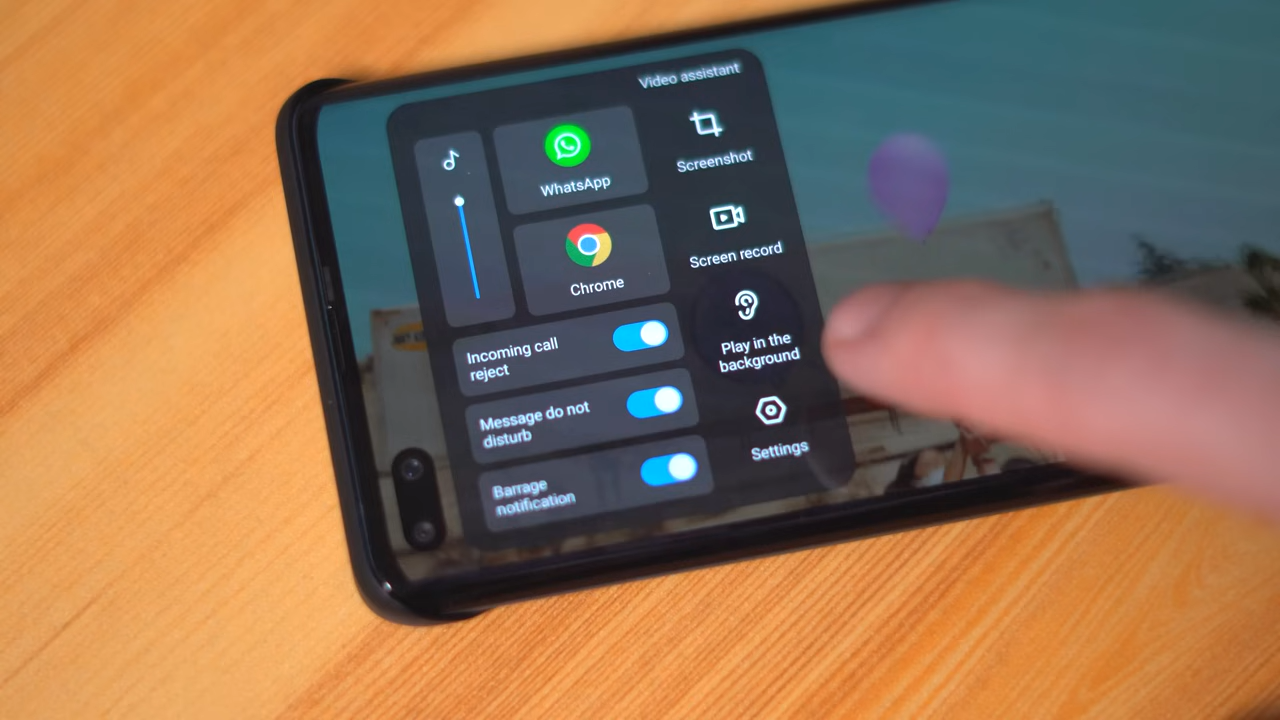 Video assistant
WhatsApp
Chrome
Incoming call
reject
Message do not
disturb
Barrage
notification
Screenshot
Screen record
Play in the
background
Settings